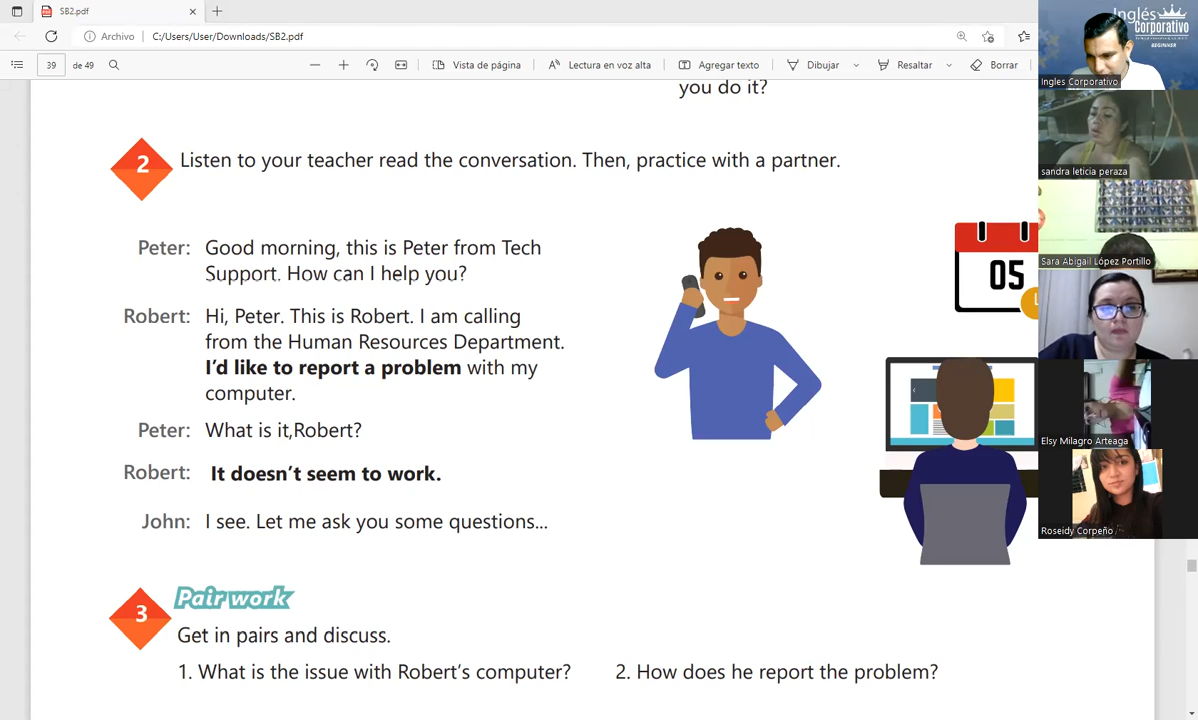 SB2.pdf
Archivo
C:/Users/User/Downloads/SB2.pdf
39
de 49
Vista de página
Lectura en voz alta
Agregar texto
Dibujar
Resaltar
Borrar
you do it?
2
Listen to your teacher read the conversation. Then, practice with a partner.
Peter: Good morning, this is Peter from Tech
Support. How can I help you?
Robert: Hi, Peter. This is Robert. I am calling
from the Human Resources Department.
I'd like to report a problem with my
computer.
Peter: What is it,Robert?
Robert: It doesn't seem to work.
John: I see. Let me ask you some questions...
05
3
Pair work
Get in pairs and discuss.
1. What is the issue with Robert's computer?
2. How does he report the problem?
Inglés
Corporativo
BEGINNER
Ingles Corporativo
sandra leticia peraza
Sara Abigail López Portillo
Elsy Milagro Arteaga
Roseidy Corpeño